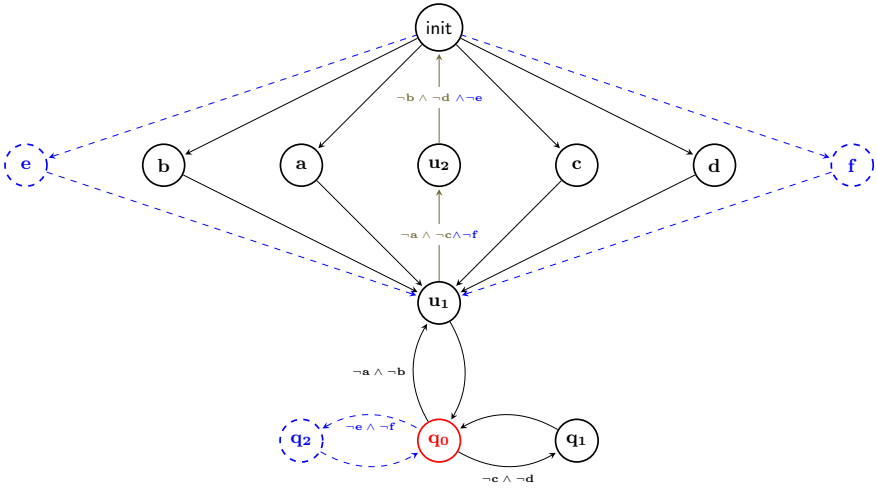 init
¬b ∧ ¬d ∧¬e
e
b
a
u₂
c
d
f
¬a ∧ ¬c∧¬f
u₁
¬a ∧ ¬b
¬e ∧ ¬f
q₂
q₀
q₁
¬c ∧ ¬d